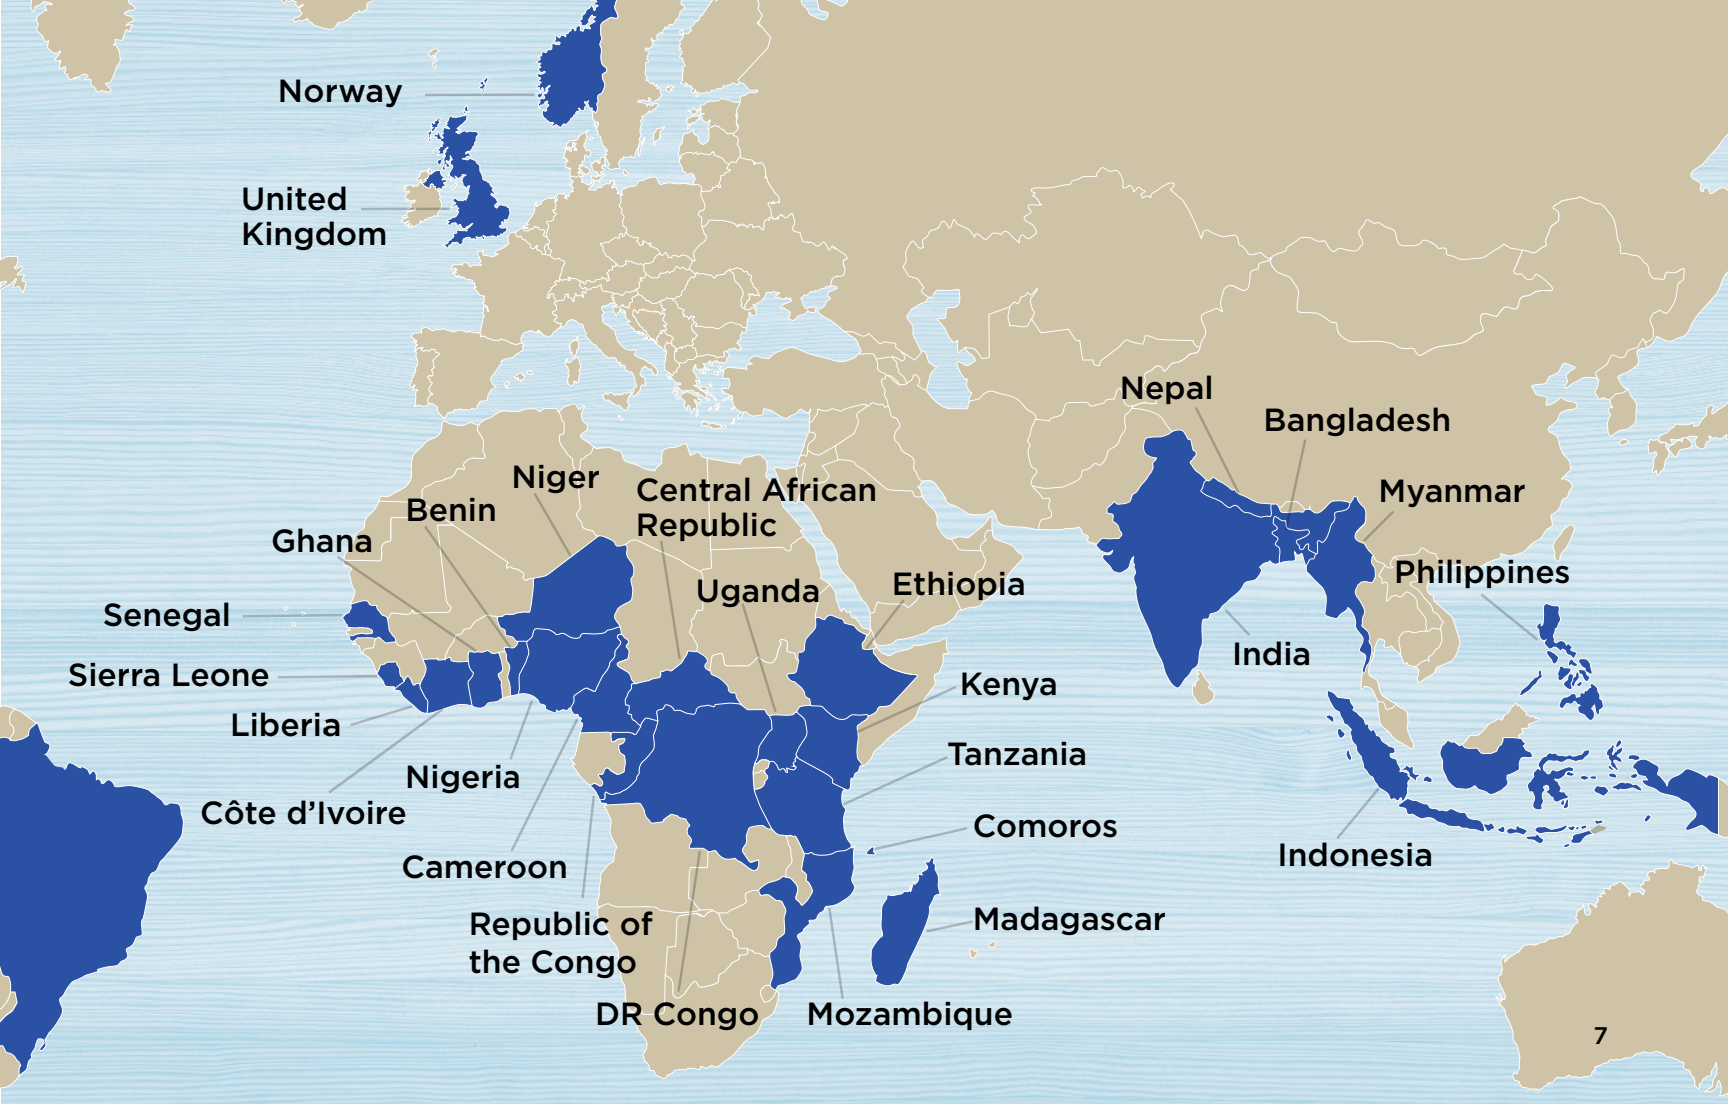 Norway
United
Kingdom
Nepal
Bangladesh
Niger
Central African
Republic
Myanmar
Benin
Ghana
Philippines
Uganda
Ethiopia
Senegal
India
Sierra Leone
Kenya
Liberia
Tanzania
Nigeria
Côte d’Ivoire
Comoros
Indonesia
Cameroon
Madagascar
Republic of
the Congo
DR Congo
Mozambique
7